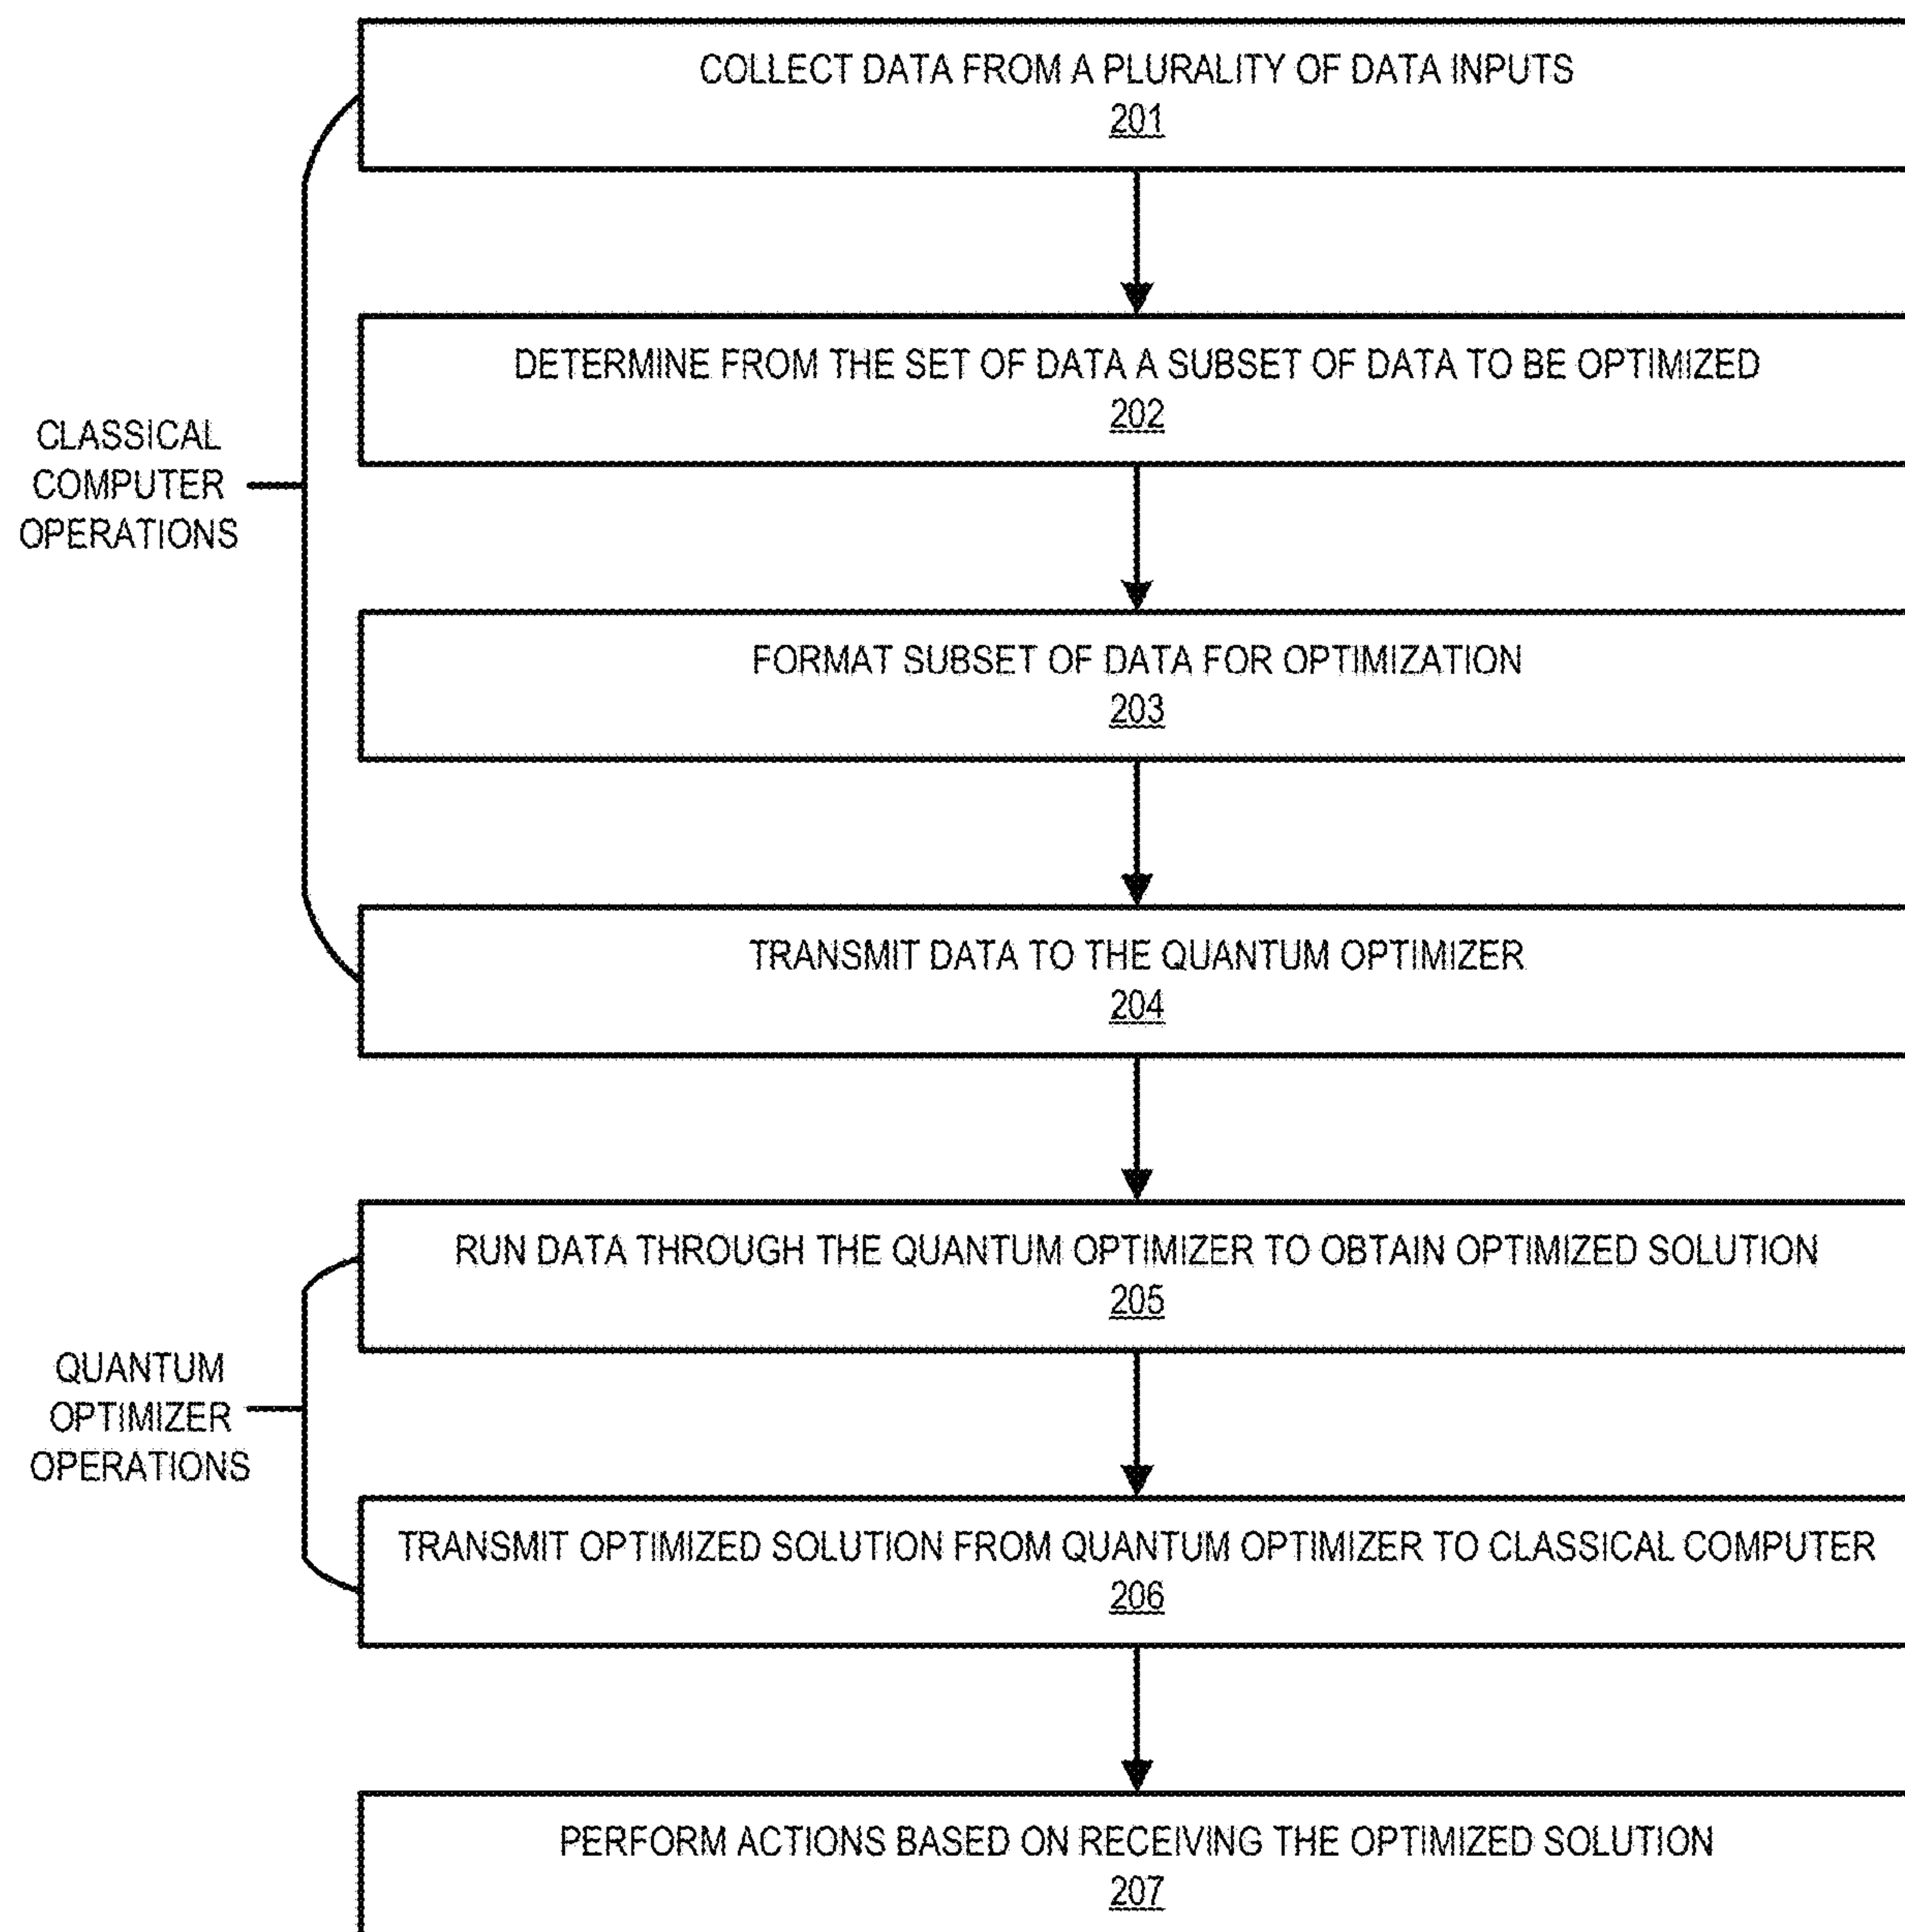 COLLECT DATA FROM A PLURALITY OF DATA INPUTS
201
DETERMINE FROM THE SET OF DATA A SUBSET OF DATA TO BE OPTIMIZED
202
CLASSICAL
COMPUTER
OPERATIONS
FORMAT SUBSET OF DATA FOR OPTIMIZATION
203
TRANSMIT DATA TO THE QUANTUM OPTIMIZER
204
RUN DATA THROUGH THE QUANTUM OPTIMIZER TO OBTAIN OPTIMIZED SOLUTION
205
QUANTUM
OPTIMIZER
OPERATIONS
TRANSMIT OPTIMIZED SOLUTION FROM QUANTUM OPTIMIZER TO CLASSICAL COMPUTER
206
PERFORM ACTIONS BASED ON RECEIVING THE OPTIMIZED SOLUTION
207